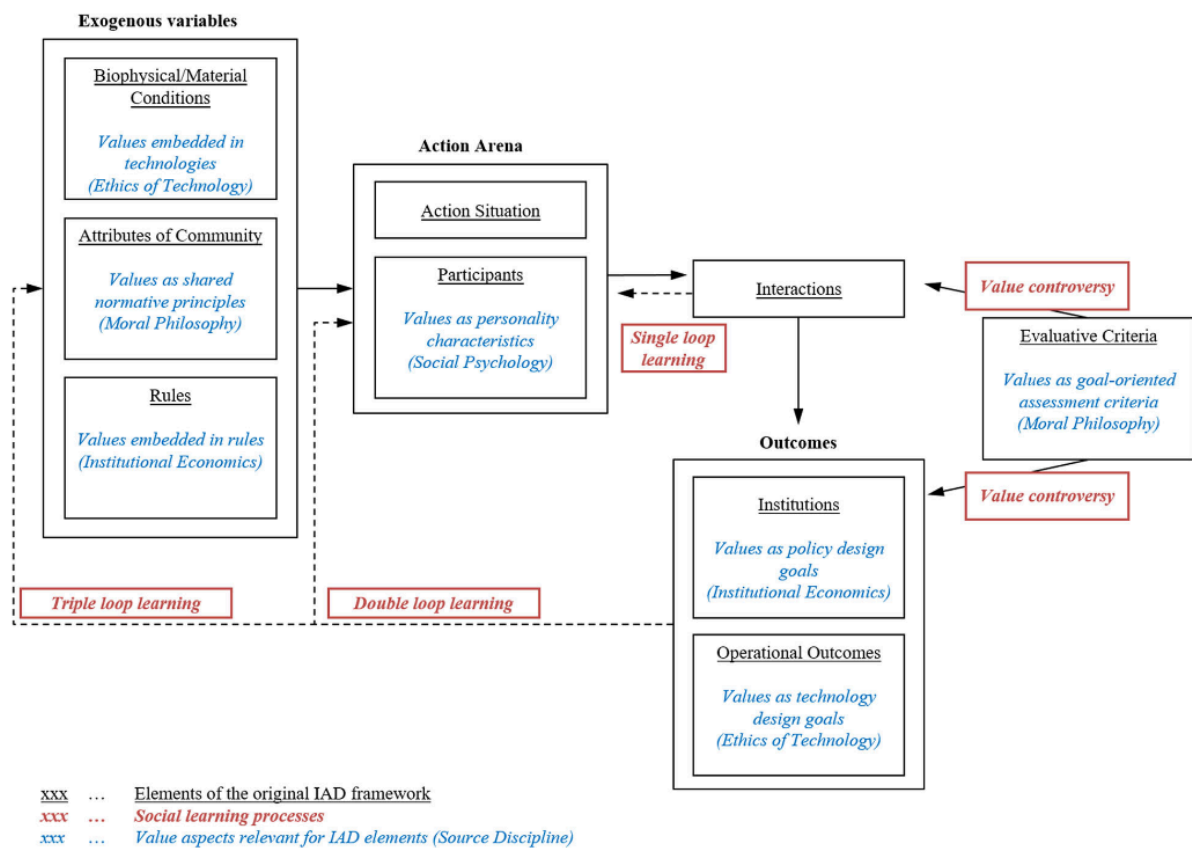 Exogenous variables
Biophysical/Material
Conditions
Values embedded in
technologies
(Ethics of Technology)
Attributes of Community
Values as shared
normative principles
(Moral Philosophy)
Rules
Values embedded in rules
(Institutional Economics)
Action Arena
Action Situation
Participants
Values as personality
characteristics
(Social Psychology)
Single loop
learning
Interactions
Value controversy
Evaluative Criteria
Values as goal-oriented
assessment criteria
(Moral Philosophy)
Value controversy
Outcomes
Institutions
Values as policy design
goals
(Institutional Economics)
Operational Outcomes
Values as technology
design goals
(Ethics of Technology)
Triple loop learning
Double loop learning
xxx ... Elements of the original IAD framework
xxx ... Social learning processes
xxx ... Value aspects relevant for IAD elements (Source Discipline)